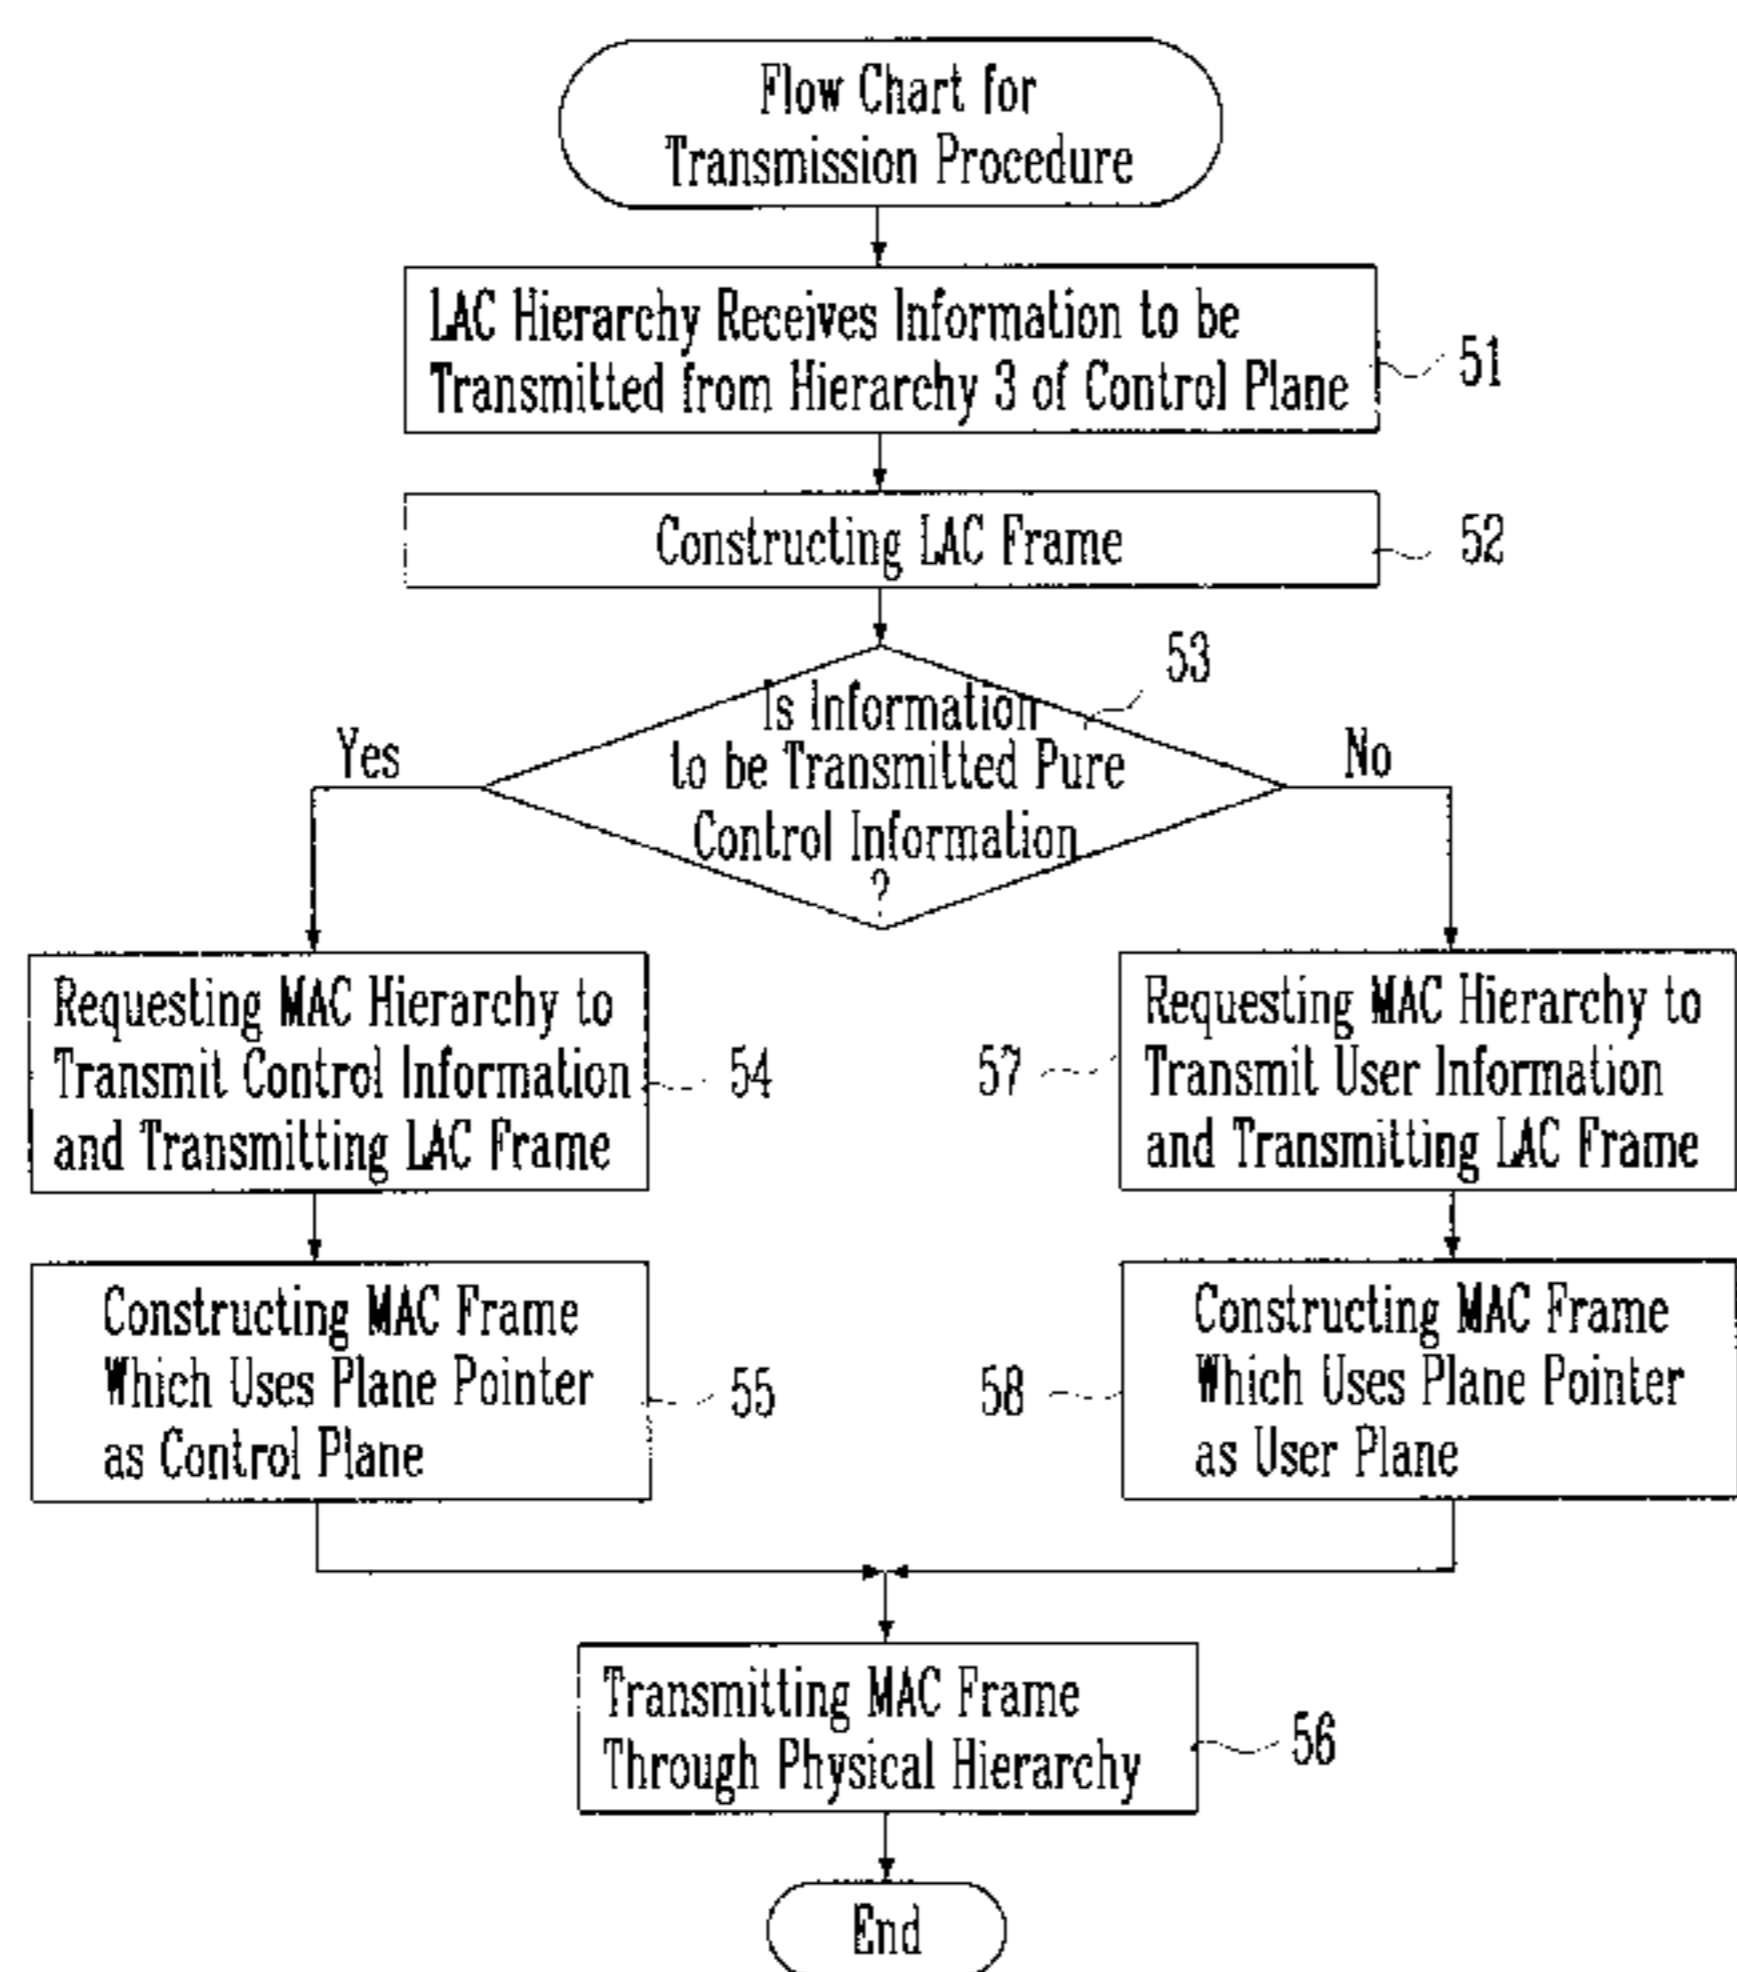 Flow Chart for
Transmission Procedure
LAC Hierarchy Receives Information to be
Transmitted from Hierarchy 3 of Control Plane
51
Constructing LAC Frame
52
53
Is Information
to be Transmitted Pure
Control Information
?
Yes
No
Requesting MAC Hierarchy to
Transmit Control Information
and Transmitting LAC Frame
54
57
Requesting MAC Hierarchy to
Transmit User Information
and Transmitting LAC Frame
Constructing MAC Frame
Which Uses Plane Pointer
as Control Plane
55
58
Constructing MAC Frame
Which Uses Plane Pointer
as User Plane
Transmitting MAC Frame
Through Physical Hierarchy
56
End